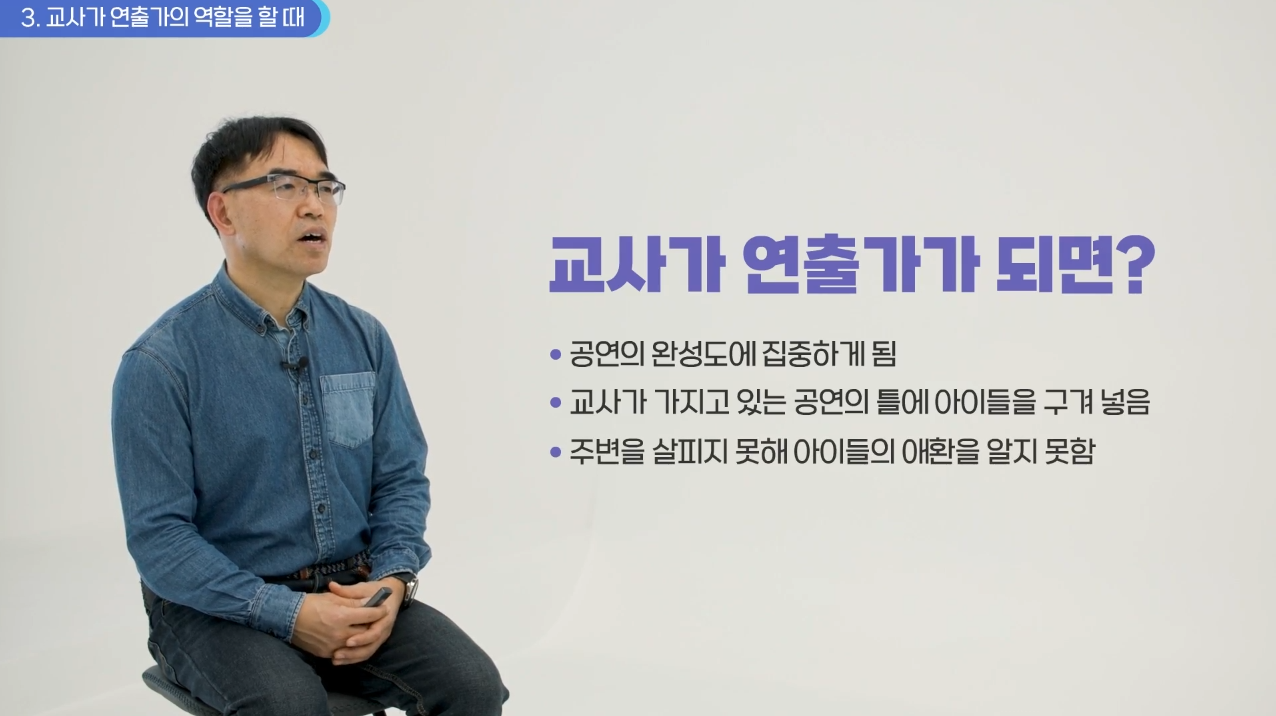 3. 교사가 연출가의 역할을 할 때
교사가 연출가가 되면?
• 공연의 완성도에 집중하게 됨
• 교사가 가지고 있는 공연의 틀에 아이들을 구겨 넣음
• 주변을 살피지 못해 아이들의 애환을 알지 못함